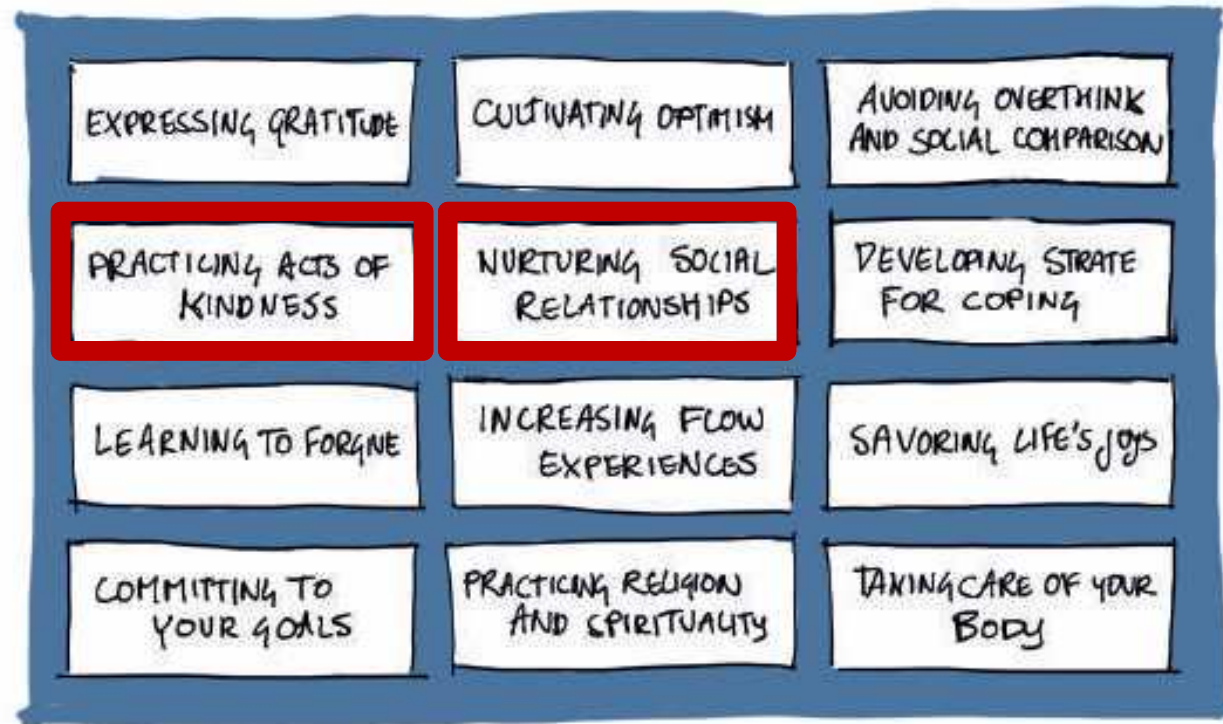 EXPRESSING GRATITUDE
CULTIVATING OPTIMISM
AVOIDING OVERTHINK
AND SOCIAL COMPARISON
PRACTICING ACTS OF
KINDNESS
NURTURING SOCIAL
RELATIONSHIPS
DEVELOPING STRATE
FOR COPING
LEARNING TO FORGIVE
INCREASING FLOW
EXPERIENCES
SAVORING LIFE'S JOYS
COMMITTING TO
YOUR GOALS
PRACTICING RELIGION
AND SPIRITUALITY
TAKING CARE OF YOUR
BODY